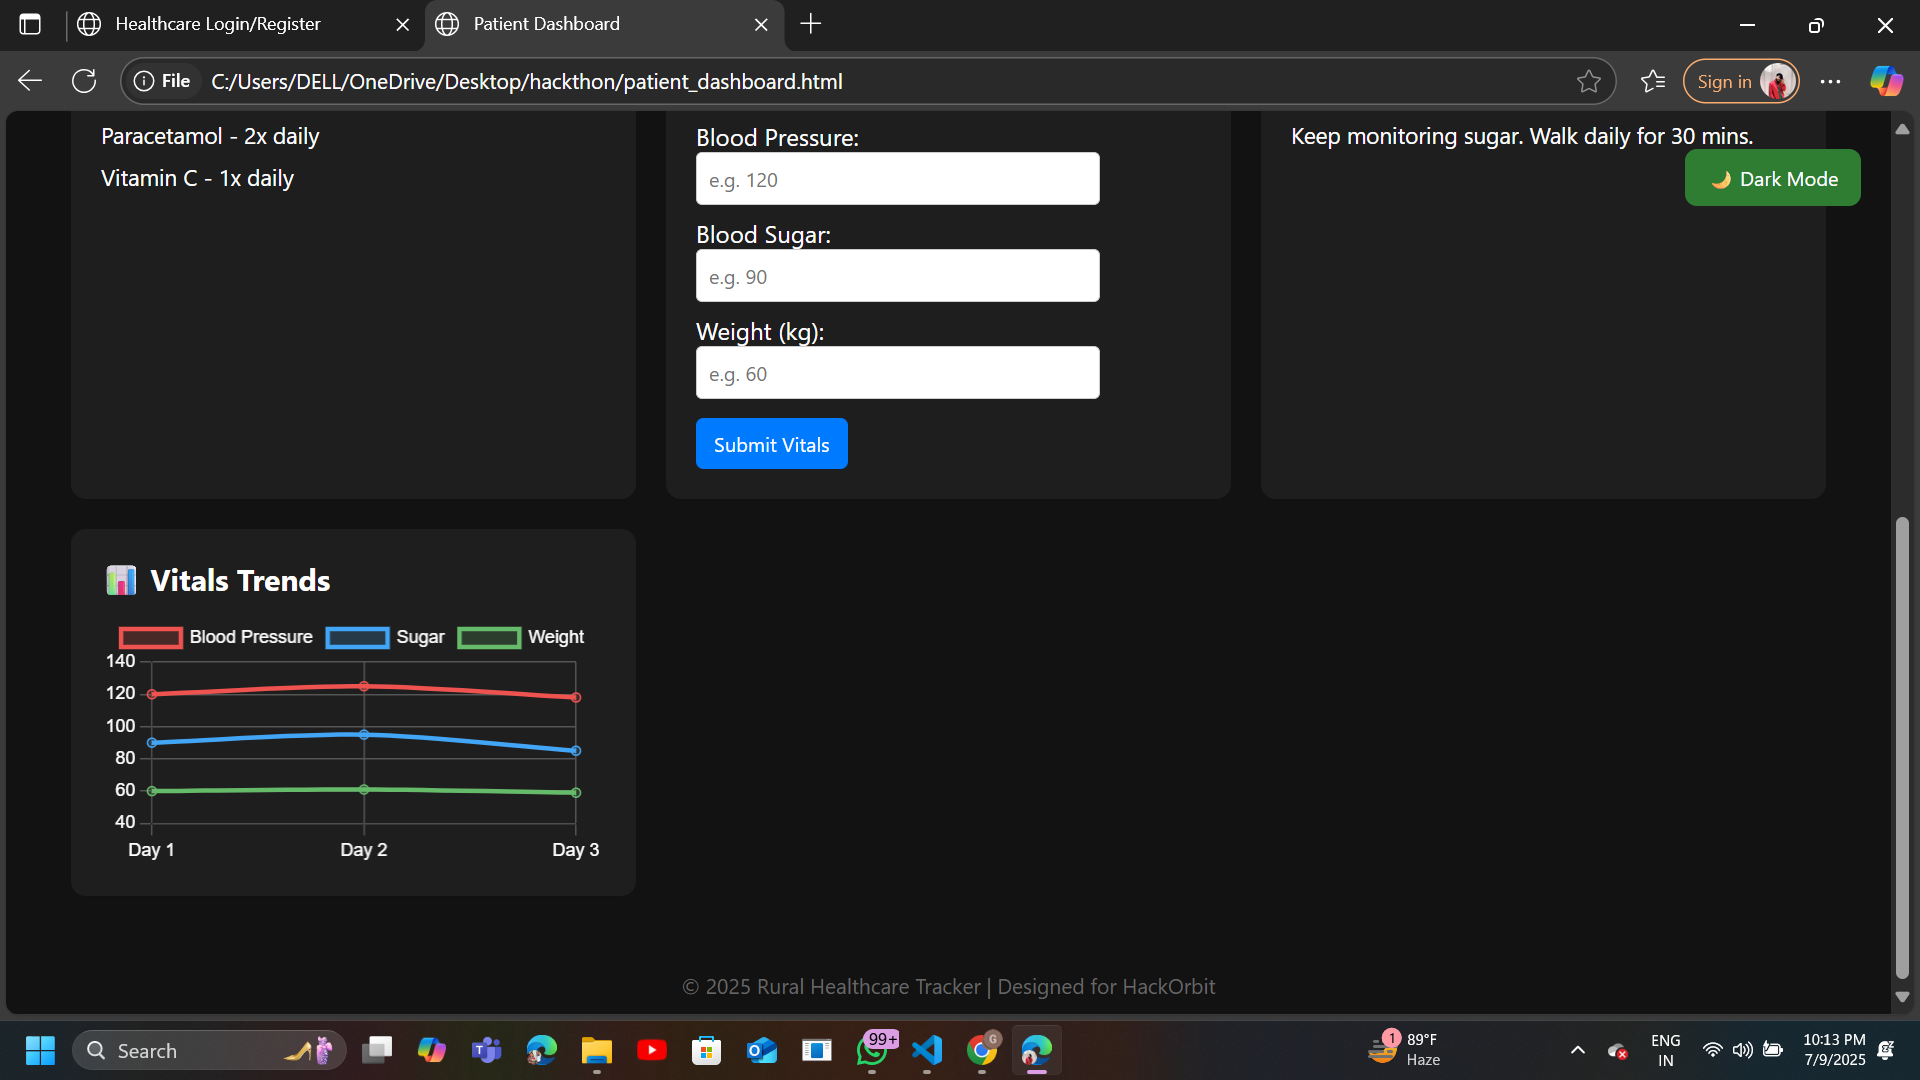 Healthcare Login/Register
Patient Dashboard
File
C:/Users/DELL/OneDrive/Desktop/hackthon/patient_dashboard.html
Sign in
Paracetamol - 2x daily
Vitamin C - 1x daily
Blood Pressure:
e.g. 120
Blood Sugar:
e.g. 90
Weight (kg):
e.g. 60
Submit Vitals
Keep monitoring sugar. Walk daily for 30 mins.
🌙 Dark Mode
📊 Vitals Trends
Blood Pressure Sugar Weight
140
120
100
80
60
40
Day 1 Day 2 Day 3
© 2025 Rural Healthcare Tracker | Designed for HackOrbit
Search
99+
G
1
89°F
Haze
ENG
IN
10:13 PM
7/9/2025